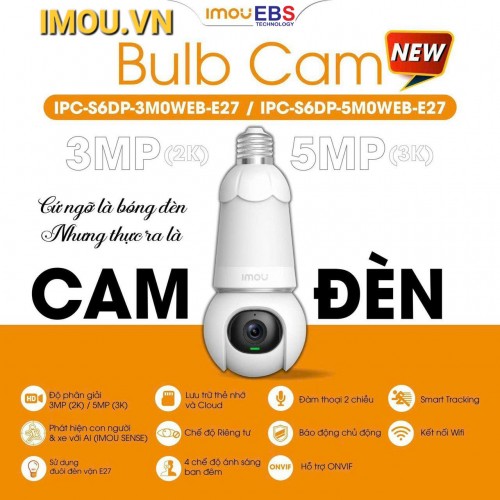 IMOU.VN
imou EBS
TECHNOLOGY
Bulb Cam
NEW
IPC-S6DP-3M0WEB-E27 / IPC-S6DP-5M0WEB-E27
3MP (2K)
5MP (3K)
Cứ ngỡ là bóng đèn
Nhưng thực ra là
imou
CAM ĐÈN
HD
Độ phân giải
3MP (2K) / 5MP (3K)
Lưu trữ thẻ nhớ
và Cloud
Đàm thoại 2 chiều
Smart Tracking
Phát hiện con người
& xe với AI (IMOU SENSE)
Chế độ Riêng tư
Báo động chủ động
Kết nối Wifi
Sử dụng
đuôi đèn vặn E27
4 chế độ ánh sáng
ban đêm
ONVIF
Hỗ trợ ONVIF